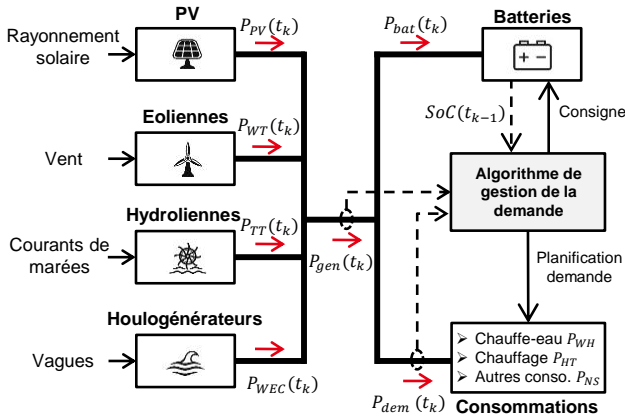 PV
Rayonnement
solaire
P_PV(t_k)
Eoliennes
Vent
P_WT(t_k)
Hydroliennes
Courants de
marées
P_TT(t_k)
Houlogénérateurs
Vagues
P_WEC(t_k)
P_gen(t_k)
P_bat(t_k)
Batteries
SoC(t_{k-1})
Consigne
Algorithme de
gestion de la
demande
Planification
demande
P_dem(t_k)
➢ Chauffe-eau P_WH
➢ Chauffage P_HT
➢ Autres conso. P_NS
Consommations